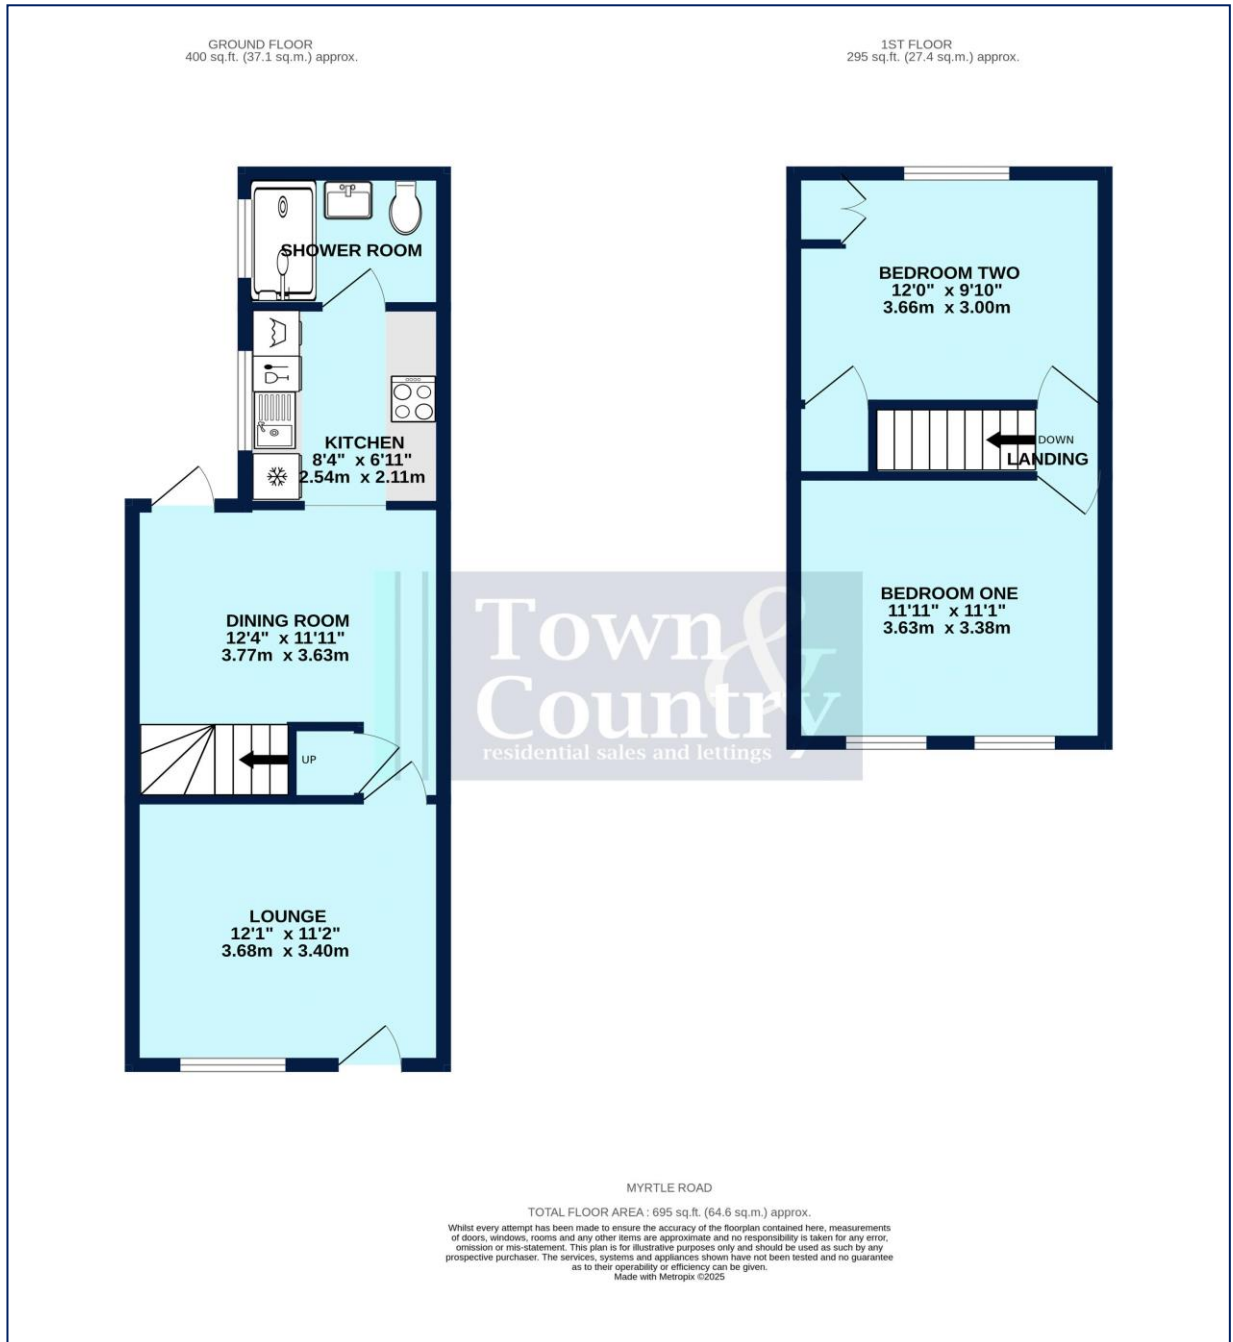 GROUND FLOOR
400 sq.ft. (37.1 sq.m.) approx.
1ST FLOOR
295 sq.ft. (27.4 sq.m.) approx.
SHOWER ROOM
KITCHEN
8'4" x 6'11"
2.54m x 2.11m
DINING ROOM
12'4" x 11'11"
3.77m x 3.63m
UP
LOUNGE
12'1" x 11'2"
3.68m x 3.40m
BEDROOM TWO
12'0" x 9'10"
3.66m x 3.00m
DOWN
LANDING
BEDROOM ONE
11'11" x 11'1"
3.63m x 3.38m
Town &
Country
residential sales and lettings
MYRTLE ROAD
TOTAL FLOOR AREA : 695 sq.ft. (64.6 sq.m.) approx.
Whilst every attempt has been made to ensure the accuracy of the floorplan contained here, measurements
of doors, windows, rooms and any other items are approximate and no responsibility is taken for any error,
omission or mis-statement. This plan is for illustrative purposes only and should be used as such by any
prospective purchaser. The services, systems and appliances shown have not been tested and no guarantee
as to their operability or efficiency can be given.
Made with Metropix ©2025